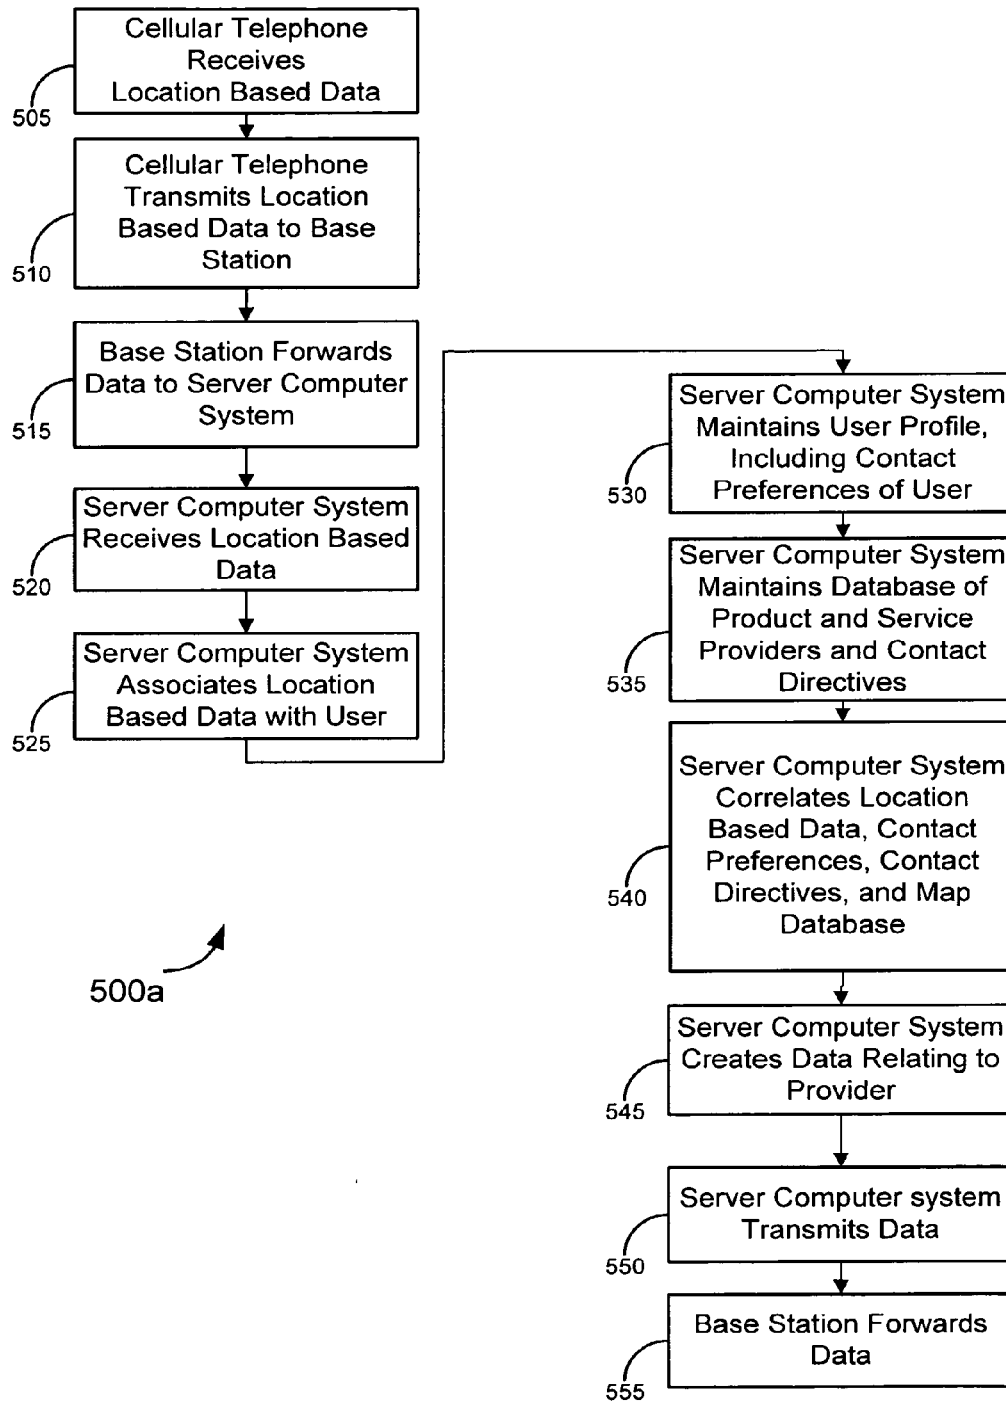 Cellular Telephone
Receives
Location Based Data
505
Cellular Telephone
Transmits Location
Based Data to Base
Station
510
Base Station Forwards
Data to Server Computer
System
515
Server Computer System
Receives Location Based
Data
520
Server Computer System
Associates Location
Based Data with User
525
500a
Server Computer System
Maintains User Profile,
Including Contact
Preferences of User
530
Server Computer System
Maintains Database of
Product and Service
Providers and Contact
Directives
535
Server Computer System
Correlates Location
Based Data, Contact
Preferences, Contact
Directives, and Map
Database
540
Server Computer System
Creates Data Relating to
Provider
545
Server Computer system
Transmits Data
550
Base Station Forwards
Data
555